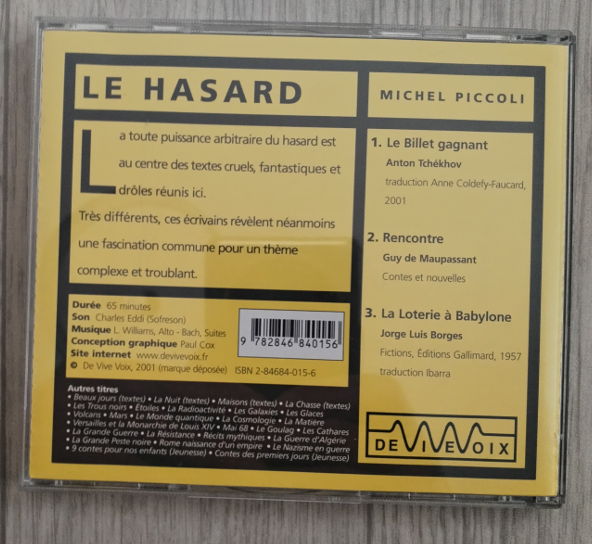 LE HASARD
La toute puissance arbitraire du hasard est
au centre des textes cruels, fantastiques et
drôles réunis ici.
Très différents, ces écrivains révèlent néanmoins
une fascination commune pour un thème
complexe et troublant.
Durée 65 minutes
Son Charles Eddi (Sofreson)
Musique L. Williams, Alto - Bach, Suites
Conception graphique Paul Cox
Site internet www.devivevoix.fr
© De Vive Voix, 2001 (marque déposée) ISBN 2-84684-015-6
9 782846 840156
Autres titres
• Beaux jours (textes) • La Nuit (textes) • Maisons (textes) • La Chasse (textes)
• Les Trous noirs • Étoiles • La Radioactivité • Les Galaxies • Les Glaces
• Volcans • Mars • Le Monde quantique • La Cosmologie • La Matière
• Versailles et la Monarchie de Louis XIV • Mai 68 • Le Goulag • Les Cathares
• La Grande Guerre • La Résistance • Récits mythiques • La Guerre d'Algérie
• La Grande Peste noire • Rome naissance d'un empire • Le Nazisme en guerre
• 9 contes pour nos enfants (Jeunesse) • Contes des premiers jours (Jeunesse)
MICHEL PICCOLI
1. Le Billet gagnant
Anton Tchékhov
traduction Anne Coldefy-Faucard,
2001
2. Rencontre
Guy de Maupassant
Contes et nouvelles
3. La Loterie à Babylone
Jorge Luis Borges
Fictions, Éditions Gallimard, 1957
traduction Ibarra
DE VIVE VOIX